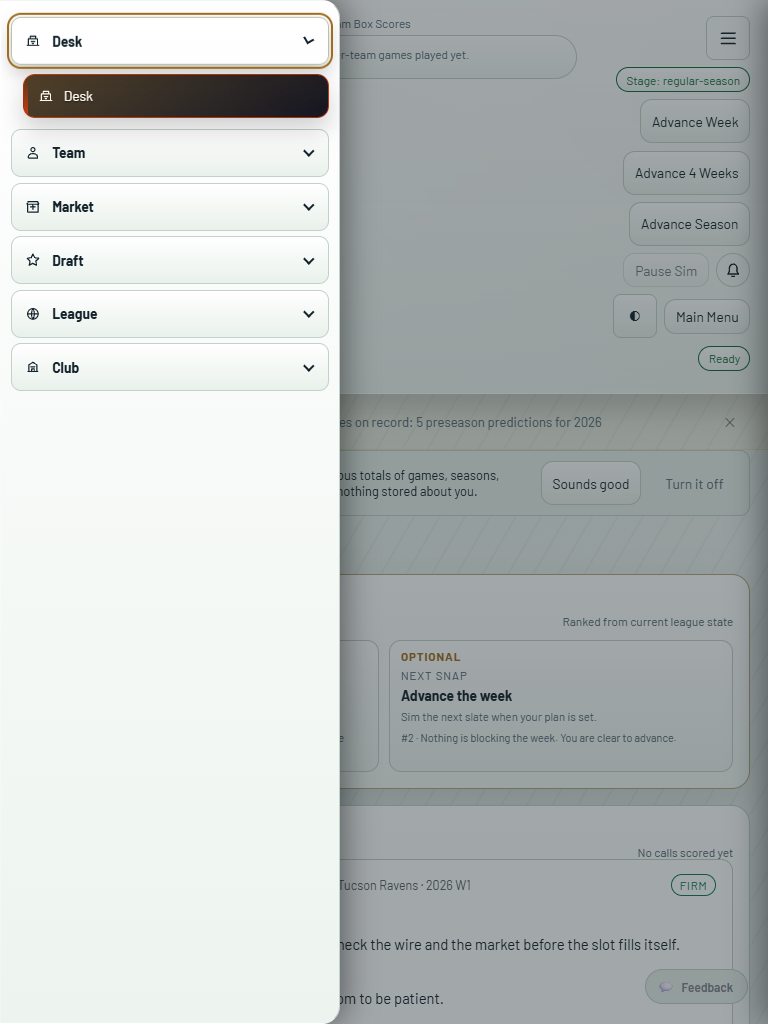 Desk
Desk
Team
Market
Draft
League
Club
Box Scores
r-team games played yet.
Stage: regular-season
Advance Week
Advance 4 Weeks
Advance Season
Pause Sim
Main Menu
Ready
es on record: 5 preseason predictions for 2026
ous totals of games, seasons,
nothing stored about you.
Sounds good
Turn it off
Ranked from current league state
OPTIONAL
NEXT SNAP
Advance the week
Sim the next slate when your plan is set.
#2 · Nothing is blocking the week. You are clear to advance.
No calls scored yet
Tucson Ravens · 2026 W1
FIRM
heck the wire and the market before the slot fills itself.
om to be patient.
Feedback